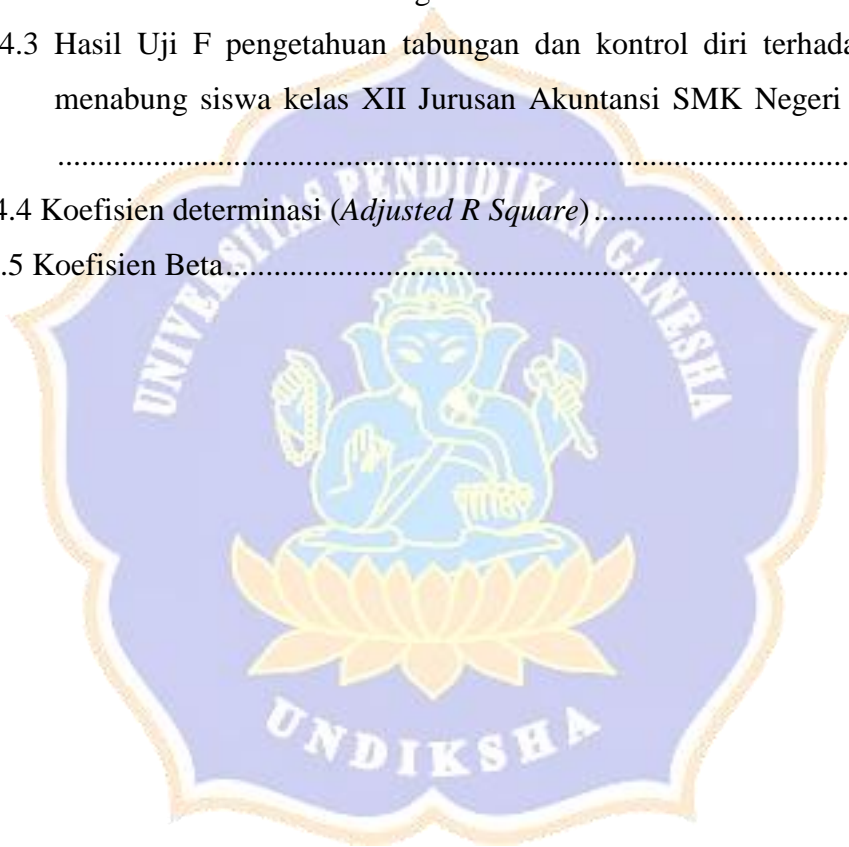 4.3 Hasil Uji F pengetahuan tabungan dan kontrol diri
menabung siswa kelas XII Jurusan Akuntansi SMK Negeri
................................................................................................
4.4 Koefisien determinasi (Adjusted R Square)...............................
.5 Koefisien Beta...........................................................................
UNIVERSITAS PENDIDIKAN GANESHA
UNDIKSHA